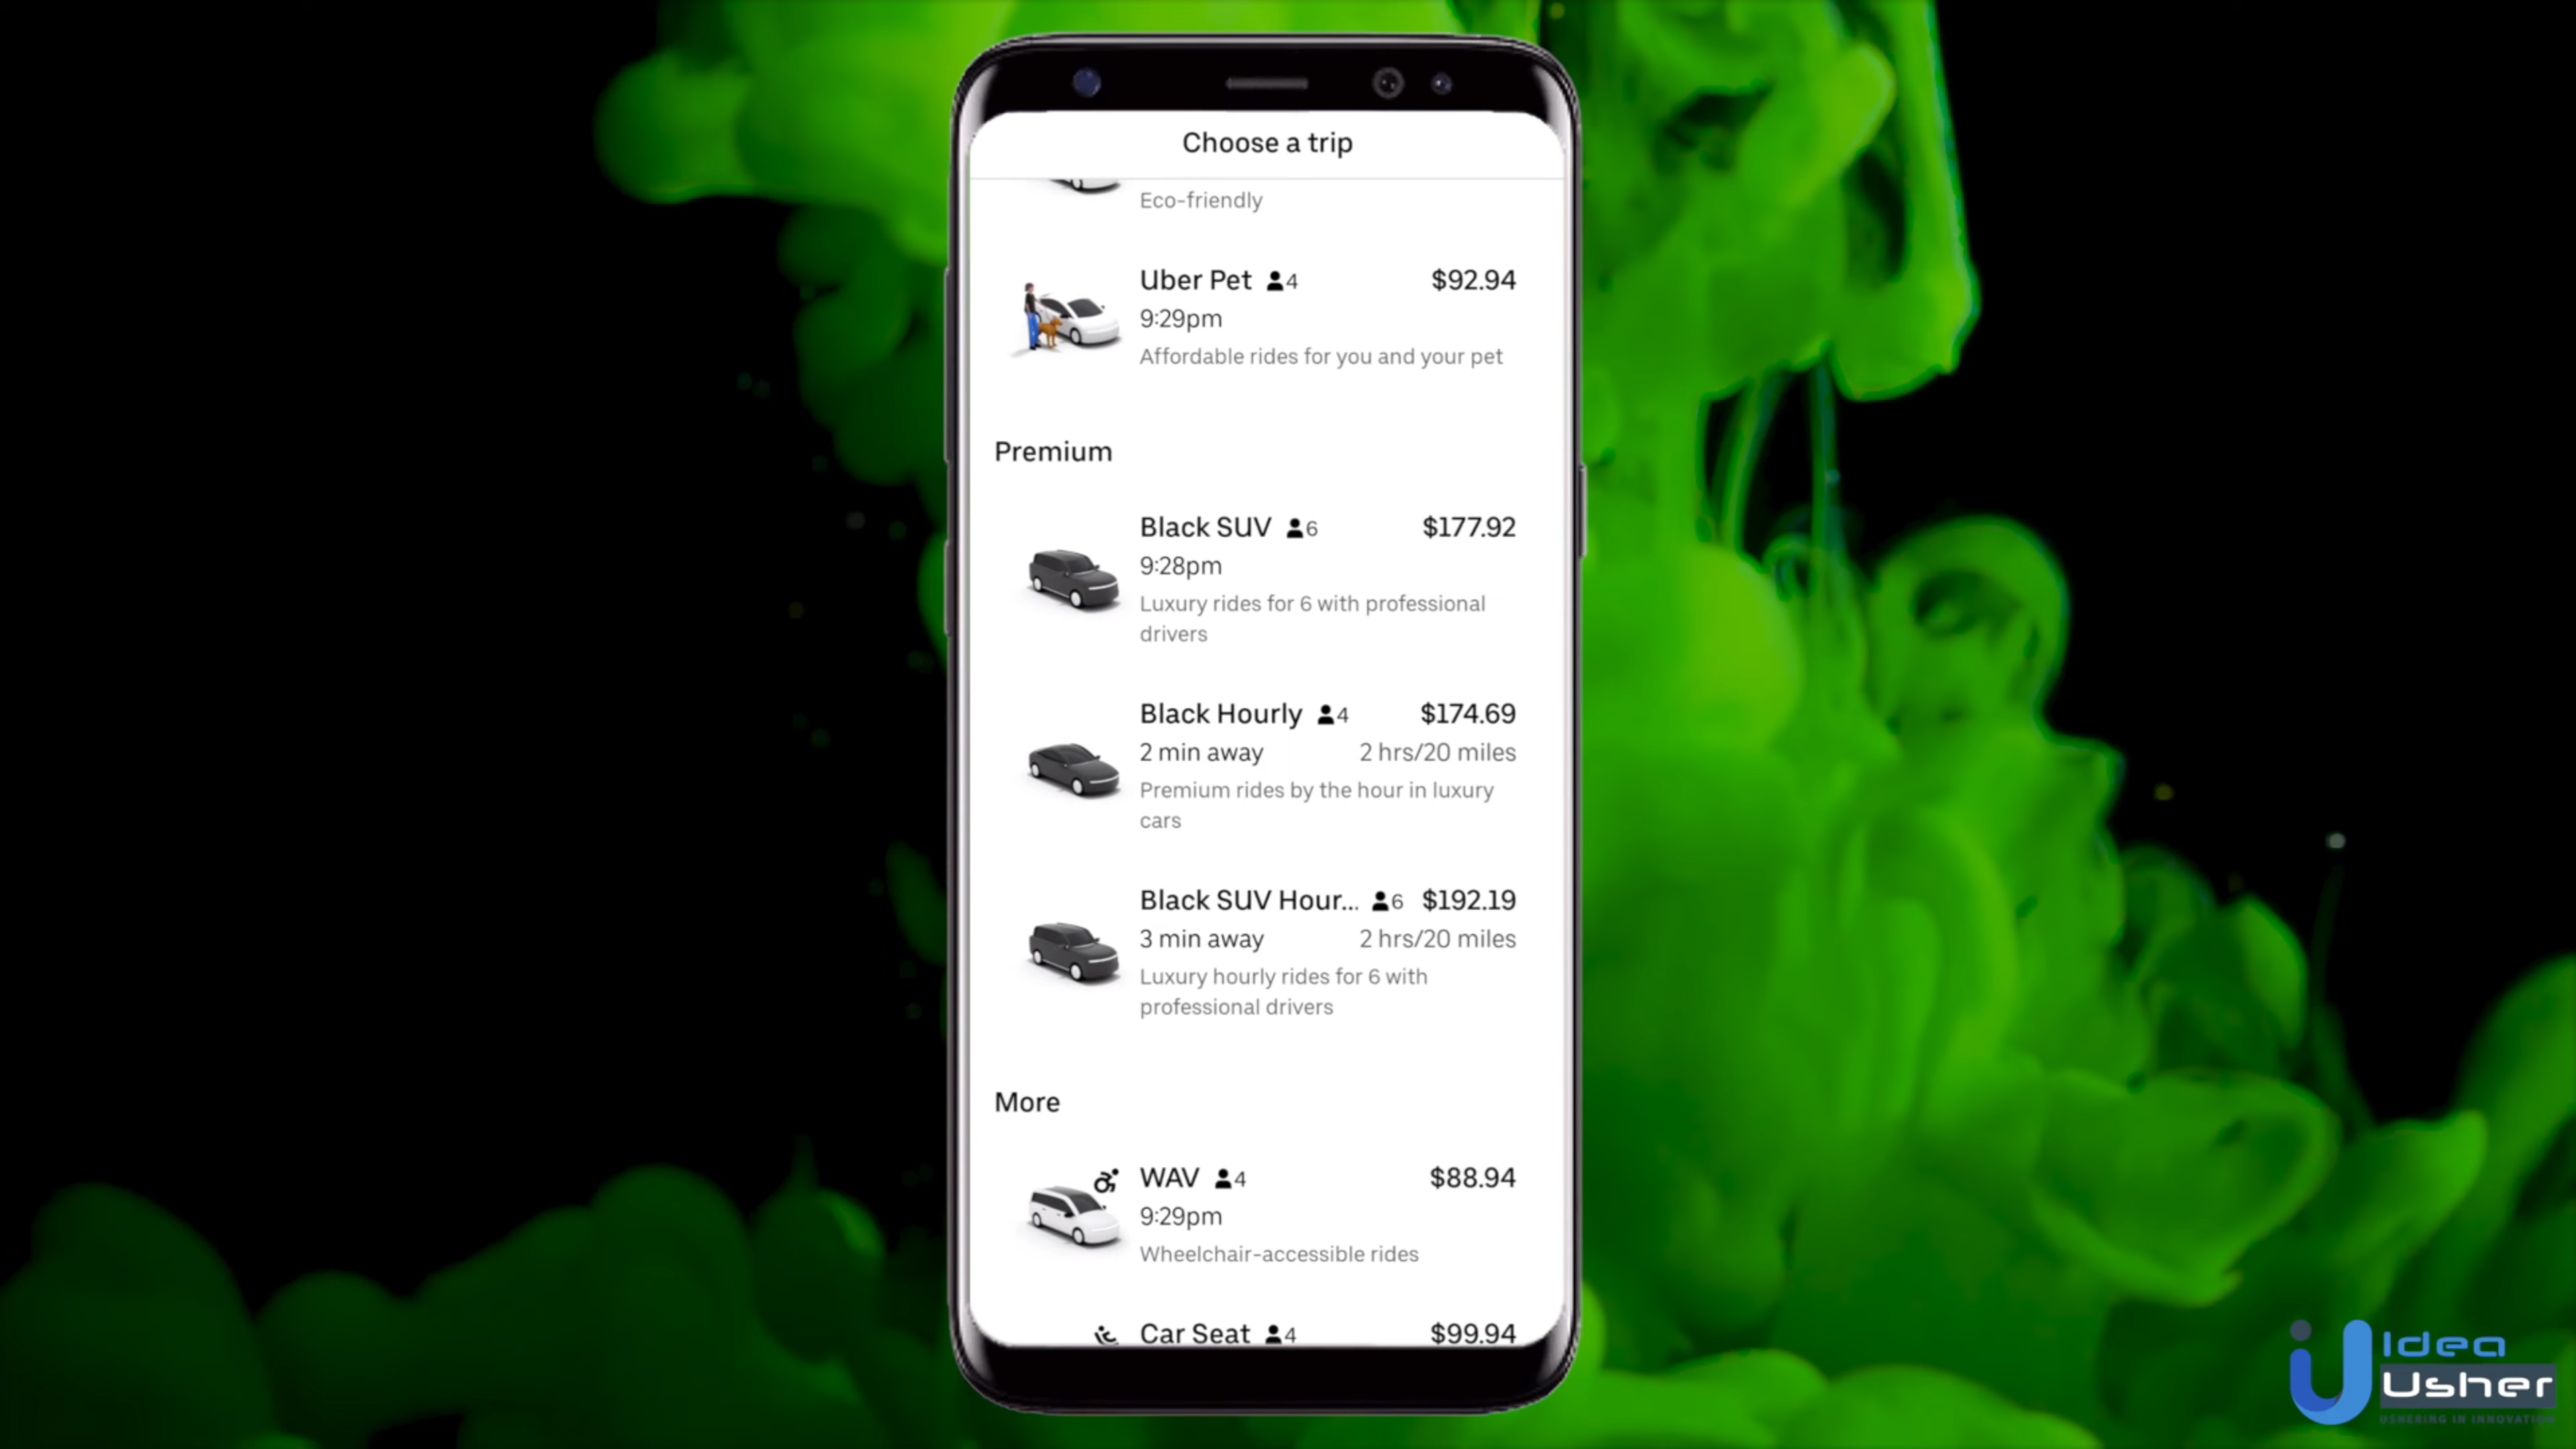 Choose a trip
Eco-friendly
Uber Pet 4 $92.94
9:29pm
Affordable rides for you and your pet
Premium
Black SUV 6 $177.92
9:28pm
Luxury rides for 6 with professional
drivers
Black Hourly 4 $174.69
2 min away 2 hrs/20 miles
Premium rides by the hour in luxury
cars
Black SUV Hour... 6 $192.19
3 min away 2 hrs/20 miles
Luxury hourly rides for 6 with
professional drivers
More
WAV 4 $88.94
9:29pm
Wheelchair-accessible rides
Car Seat 4 $99.94
Idea
Usher
USHERING IN INNOVATION